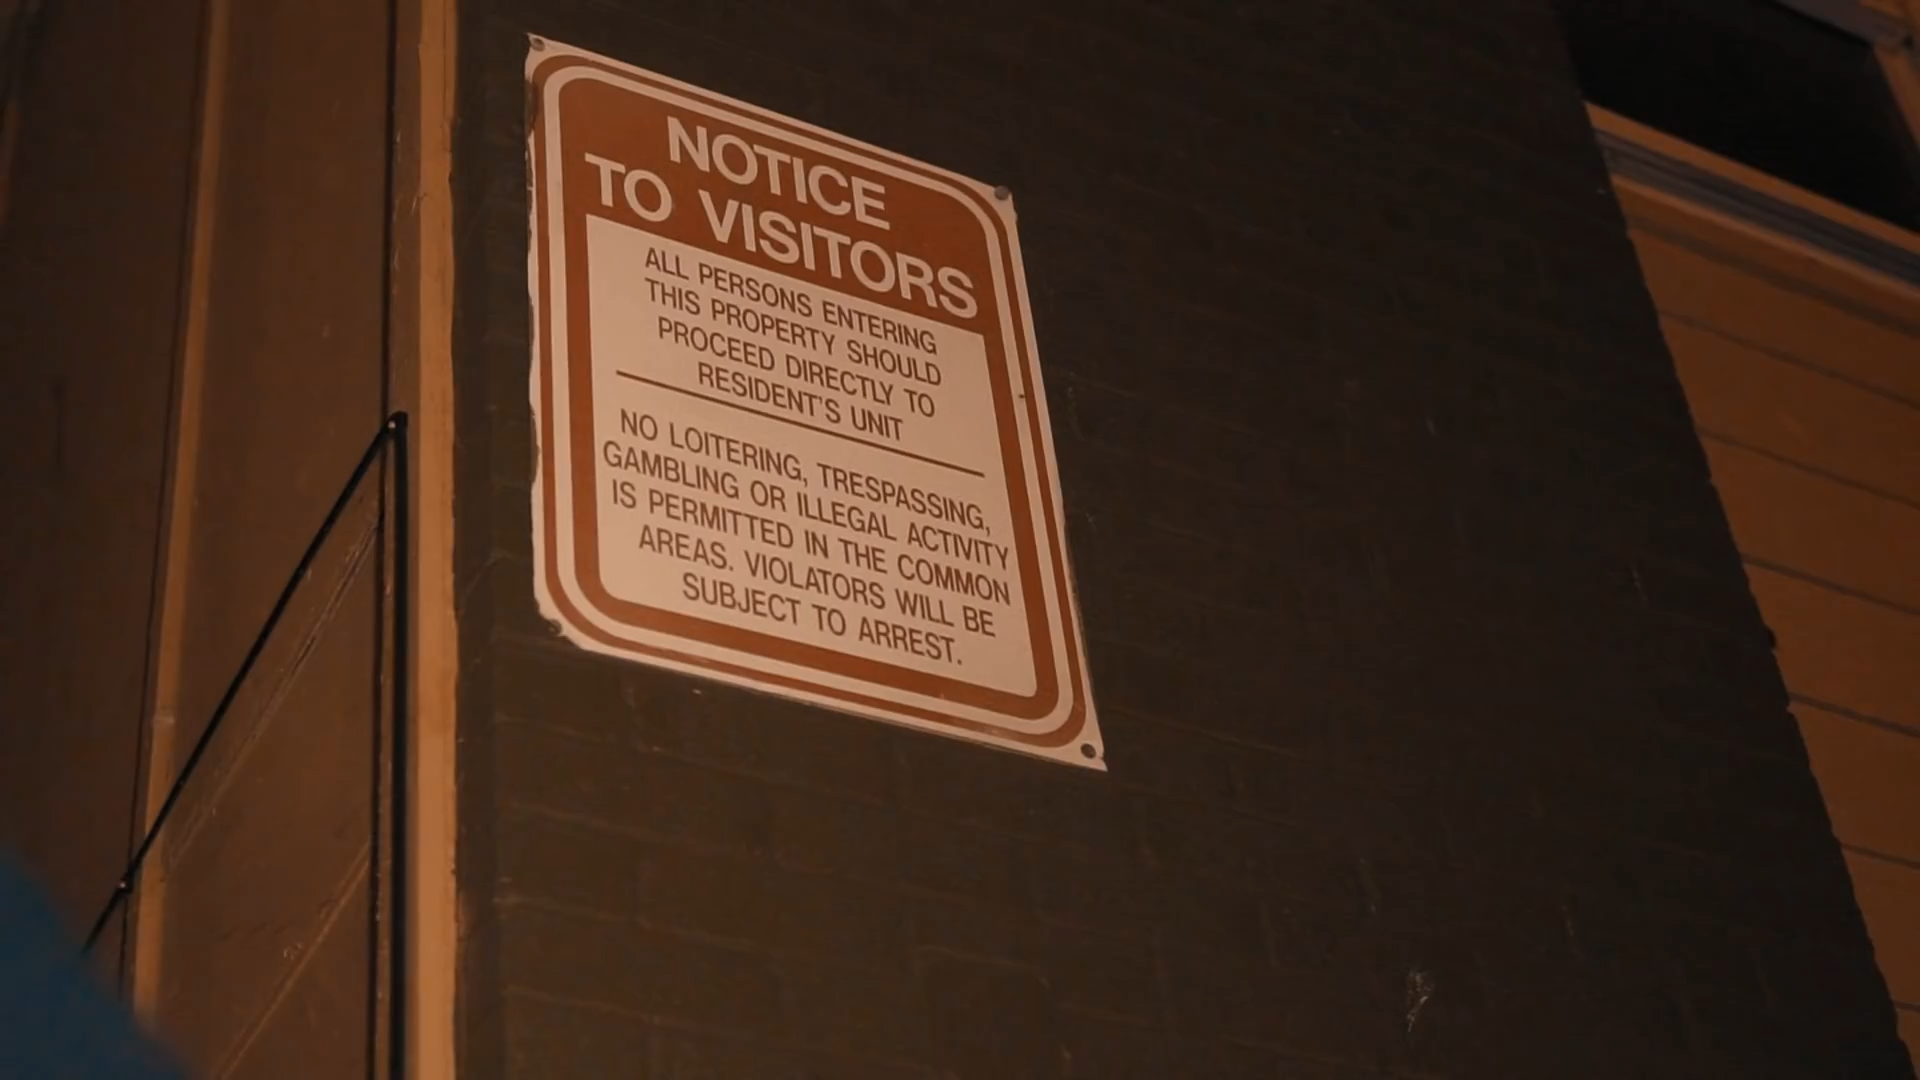 NOTICE
TO VISITORS
ALL PERSONS ENTERING
THIS PROPERTY SHOULD
PROCEED DIRECTLY TO
RESIDENT'S UNIT
NO LOITERING, TRESPASSING,
GAMBLING OR ILLEGAL ACTIVITY
IS PERMITTED IN THE COMMON
AREAS. VIOLATORS WILL BE
SUBJECT TO ARREST.